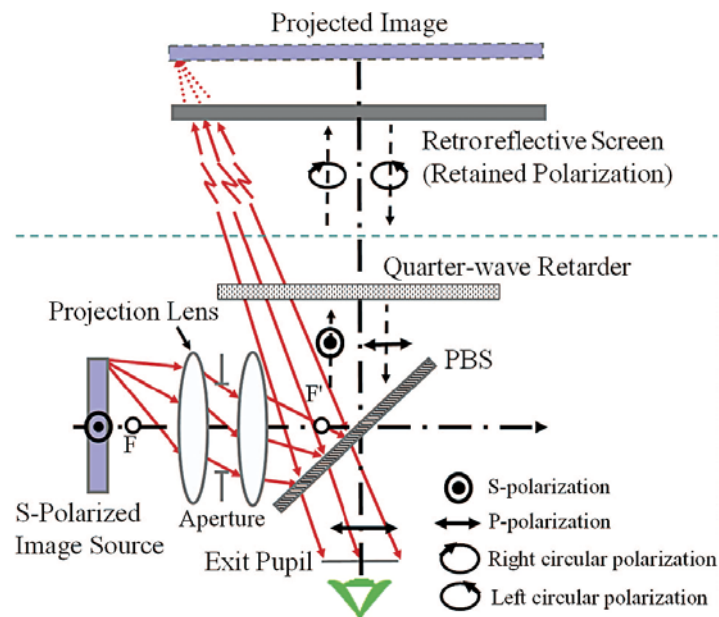 Projected Image
Retroreflective Screen
(Retained Polarization)
Quarter-wave Retarder
Projection Lens
PBS
F
F'
S-Polarized
Image Source
Aperture
Exit Pupil
S-polarization
P-polarization
Right circular polarization
Left circular polarization